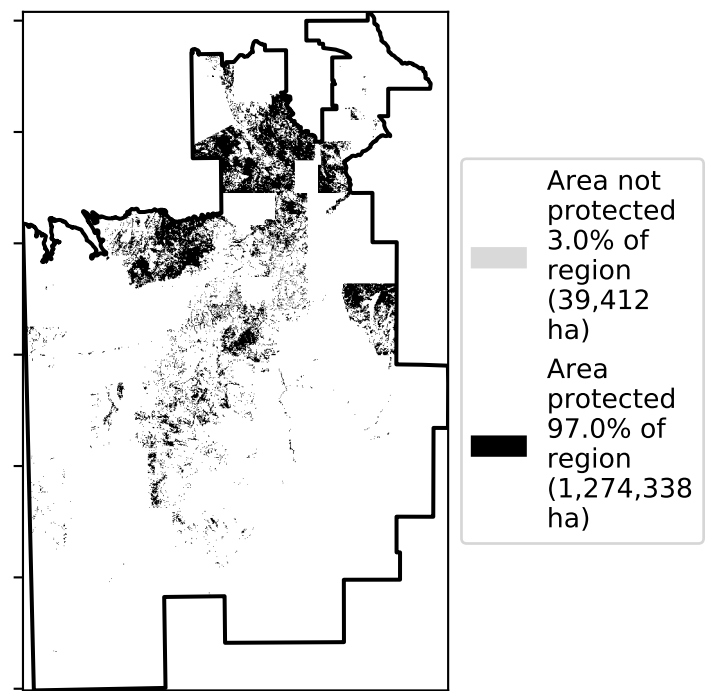 Area not
protected
3.0% of
region
(39,412
ha)
Area
protected
97.0% of
region
(1,274,338
ha)